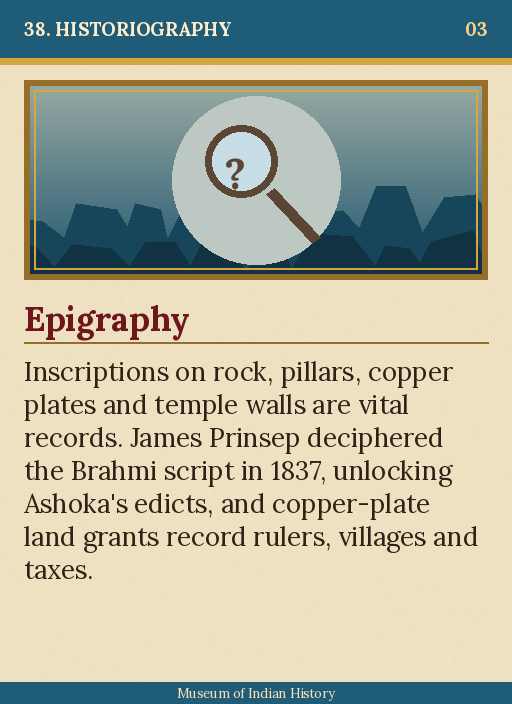 38. HISTORIOGRAPHY
03
?
Epigraphy
Inscriptions on rock, pillars, copper
plates and temple walls are vital
records. James Prinsep deciphered
the Brahmi script in 1837, unlocking
Ashoka's edicts, and copper-plate
land grants record rulers, villages and
taxes.
Museum of Indian History